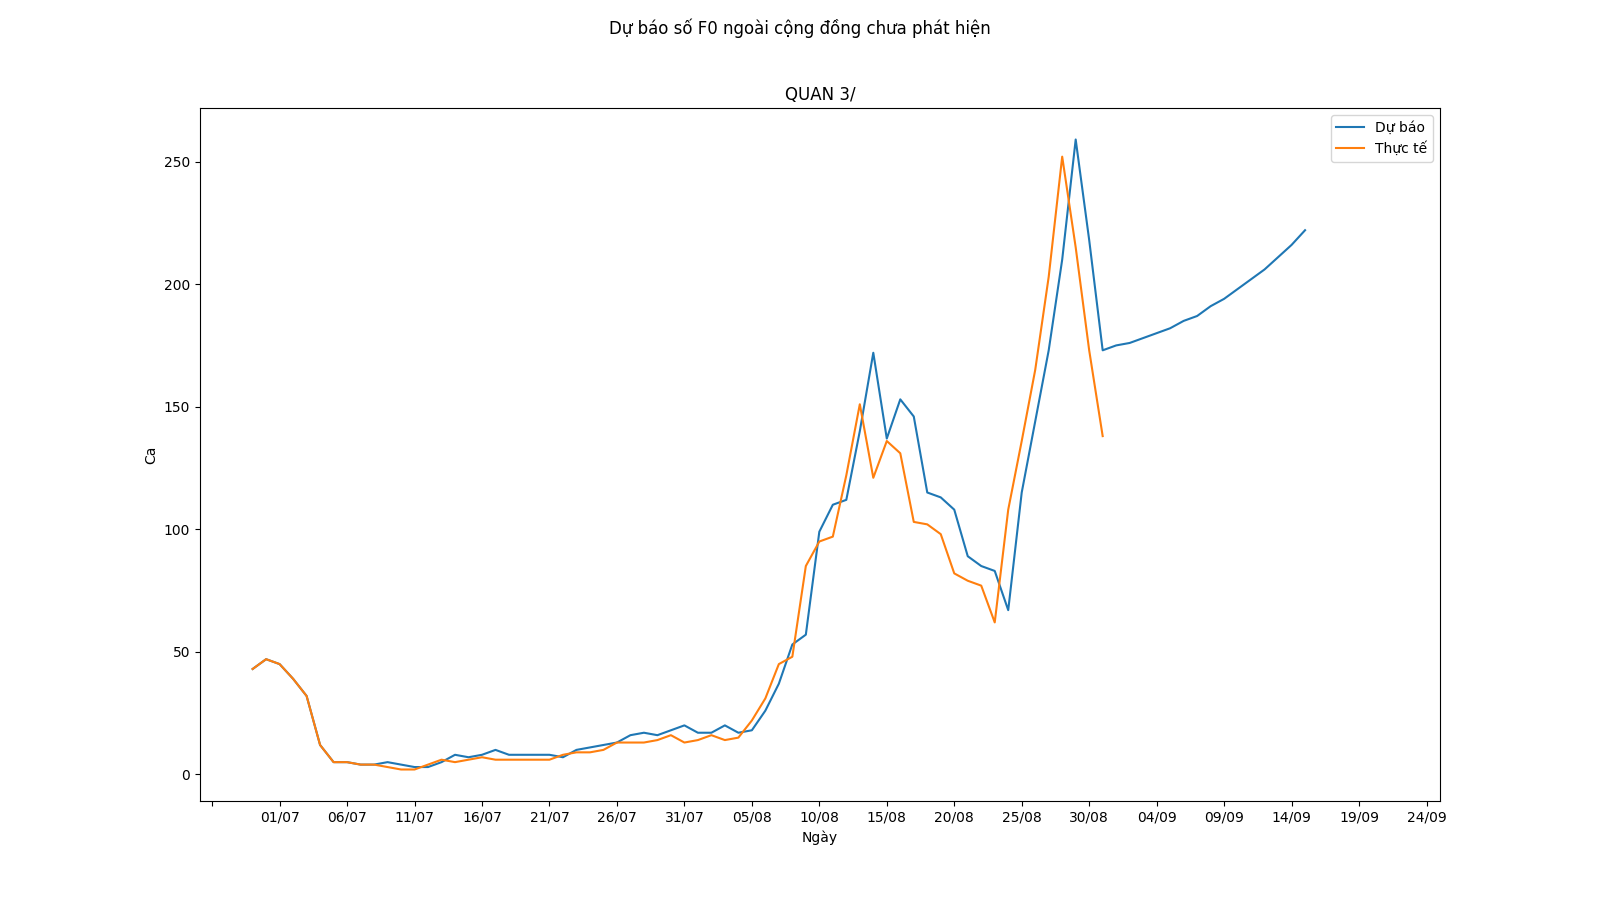 Dự báo số F0 ngoài cộng đồng chưa phát hiện
QUAN 3/
Dự báo
Thực tế
250
200
150
100
50
0
Ca
01/07 06/07 11/07 16/07 21/07 26/07 31/07 05/08 10/08 15/08 20/08 25/08 30/08 04/09 09/09 14/09 19/09 24/09
Ngày